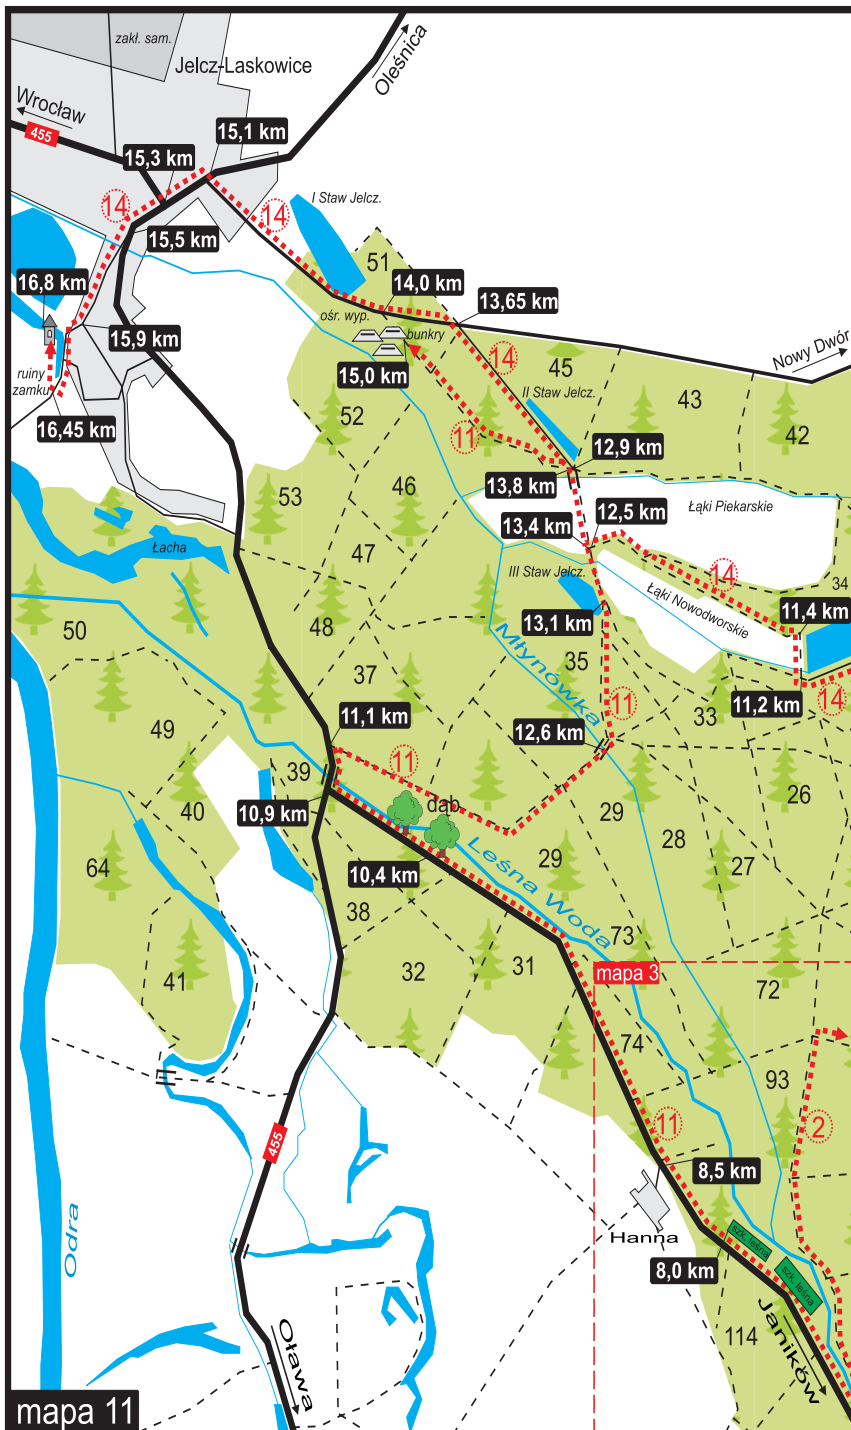 zakł. sam.
Jelcz-Laskowice
Oleśnica
Wrocław
455
15,1 km
15,3 km
14
14
I Staw Jelcz.
15,5 km
51
16,8 km
14,0 km
13,65 km
ośr. wyp.
bunkry
15,9 km
14
45
Nowy Dwór
ruiny
zamku
15,0 km
II Staw Jelcz.
43
52
11
42
16,45 km
12,9 km
13,8 km
53
46
12,5 km
Łąki Piekarskie
13,4 km
Łacha
47
III Staw Jelcz.
14
34
Łąki Nowodworskie
11,4 km
13,1 km
50
48
Młynówka
35
37
11
33
11,2 km
14
11,1 km
49
12,6 km
11
39
26
40
10,9 km
dąb
29
28
64
Leśna Woda
29
27
10,4 km
38
73
41
32
31
mapa 3
72
74
93
455
11
2
8,5 km
Odra
Hanna
szk. leśna
8,0 km
szk. leśna
Oława
114
Janików
mapa 11